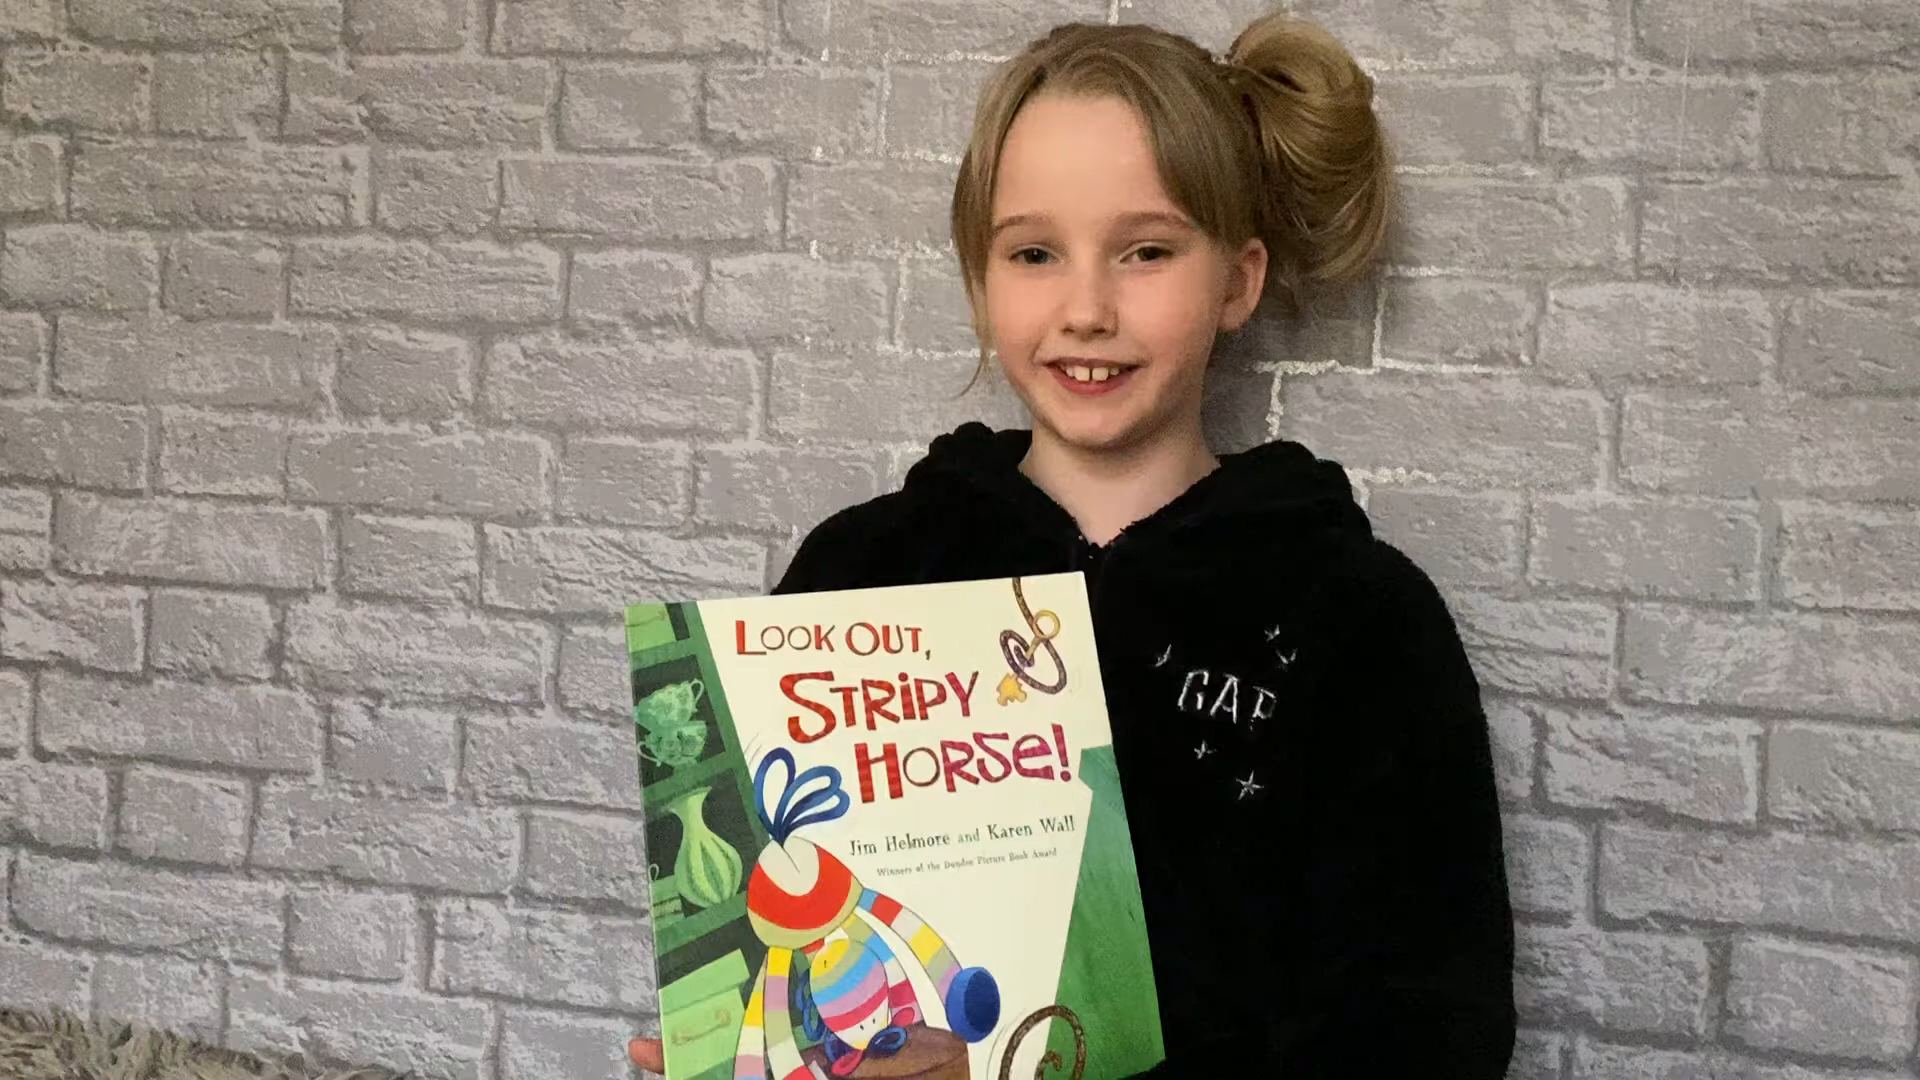 LOOK OUT,
STRIPY
HORSE!
Jim Helmore and Karen Wall
Winners of the Dundee Picture Book Award
GAP